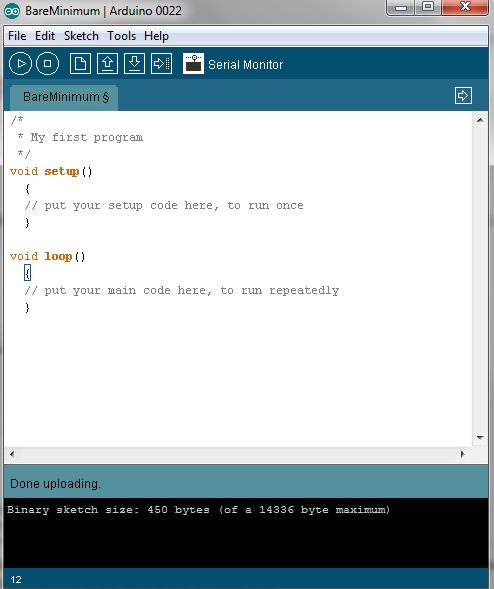 BareMinimum | Arduino 0022
File Edit Sketch Tools Help
Serial Monitor
BareMinimum §
/*
 * My first program
 */
void setup()
  {
  // put your setup code here, to run once
  }

void loop()
  {
  // put your main code here, to run repeatedly
  }
Done uploading.
Binary sketch size: 450 bytes (of a 14336 byte maximum)
12